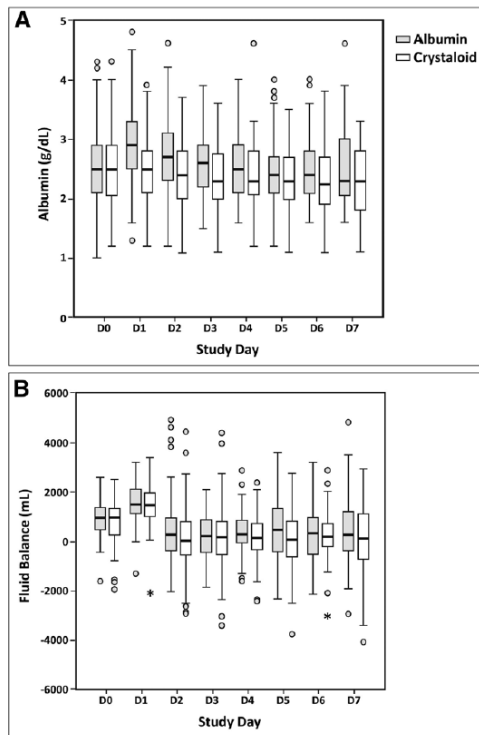 A
5
4
3
2
1
0
Albumin (g/dL)
D0 D1 D2 D3 D4 D5 D6 D7
Study Day
Albumin
Crystaloid
B
6000
4000
2000
0
-2000
-4000
-6000
Fluid Balance (mL)
*
*
D0 D1 D2 D3 D4 D5 D6 D7
Study Day